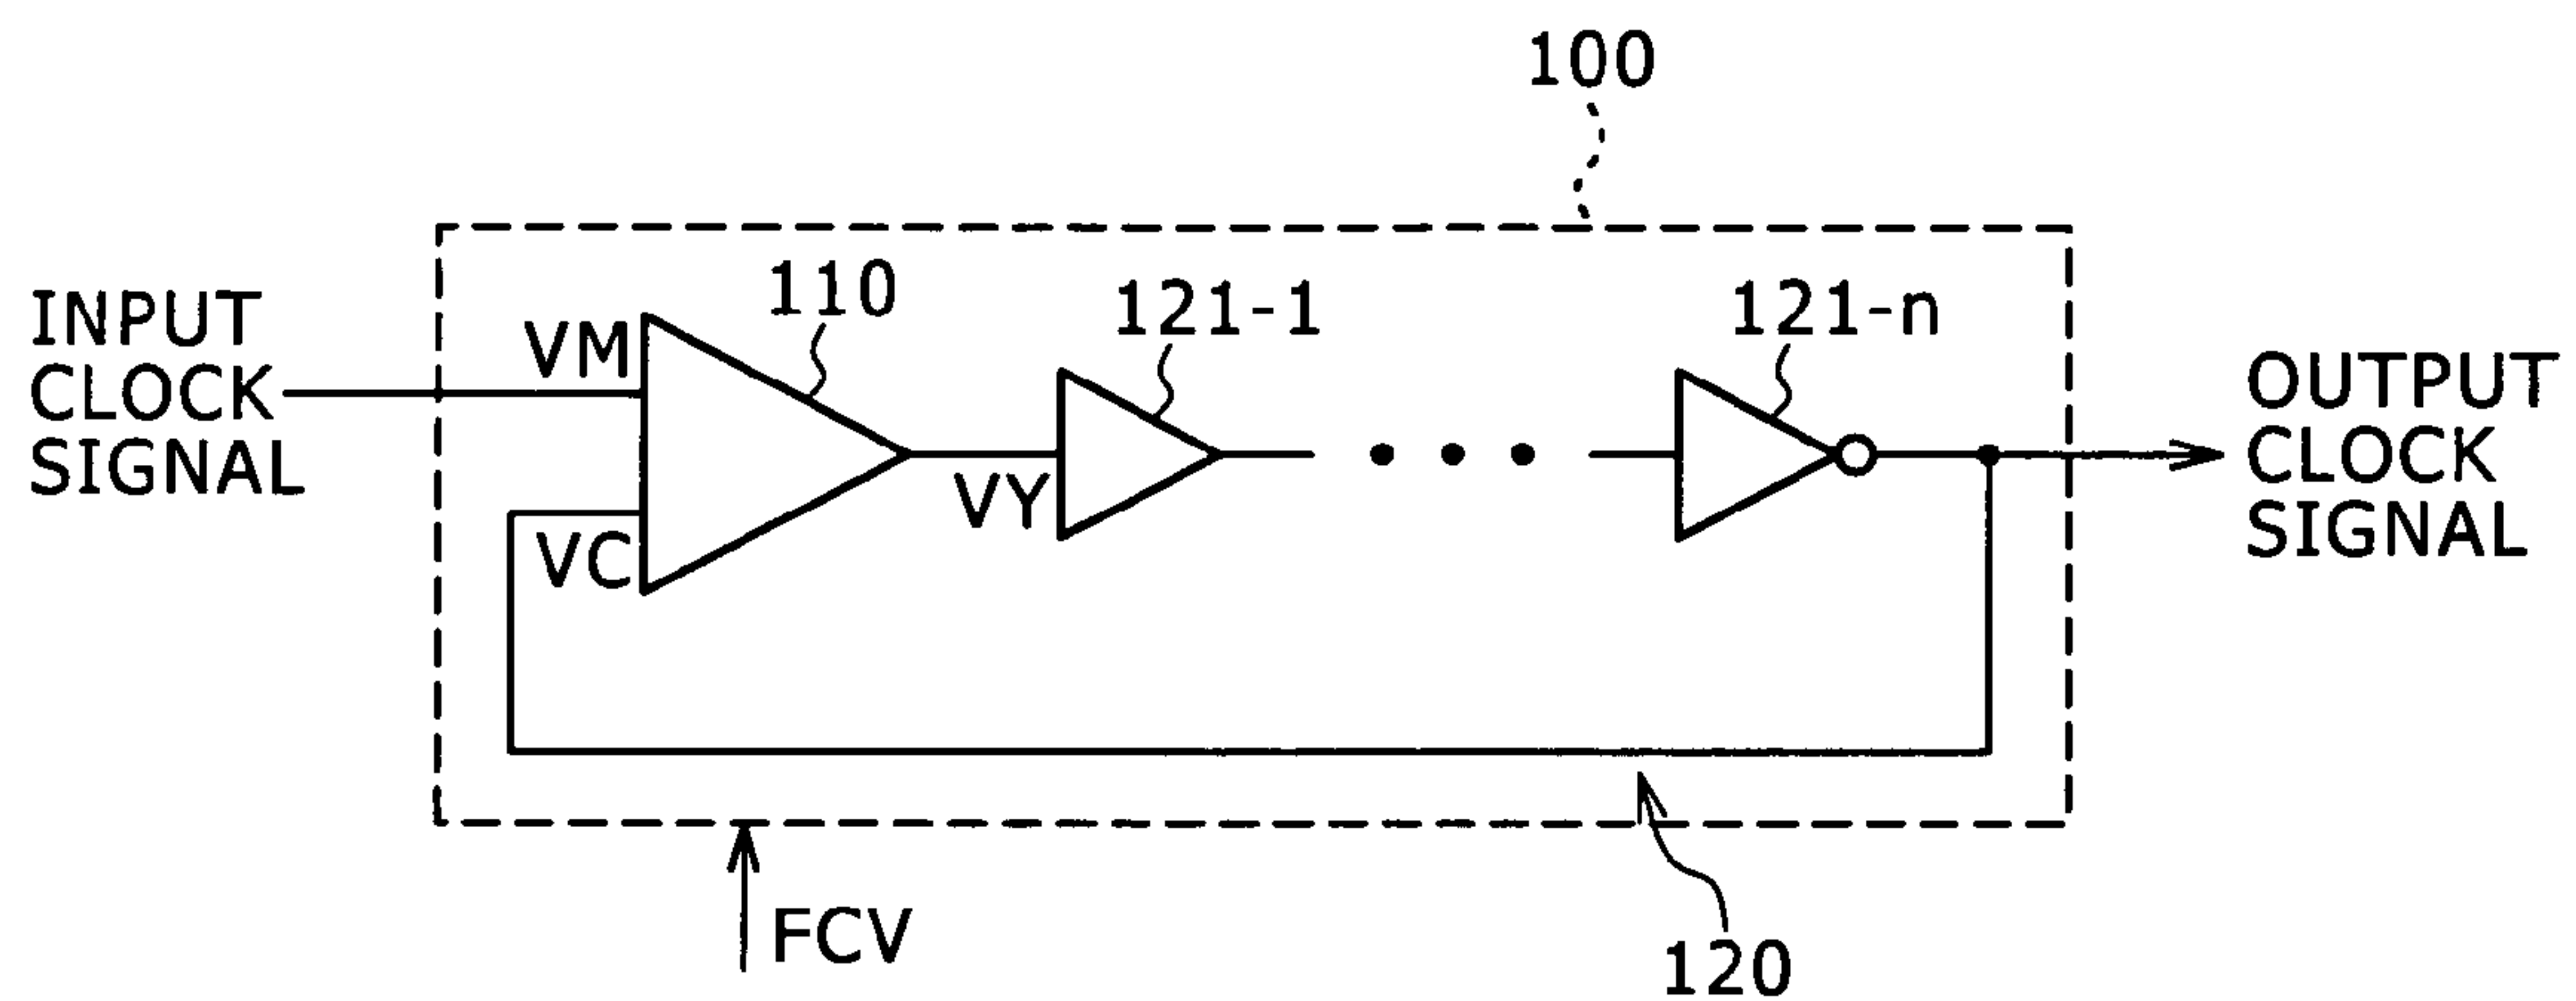 100
INPUT
CLOCK
SIGNAL
VM
110
121-1
121-n
VY
VC
OUTPUT
CLOCK
SIGNAL
FCV
120